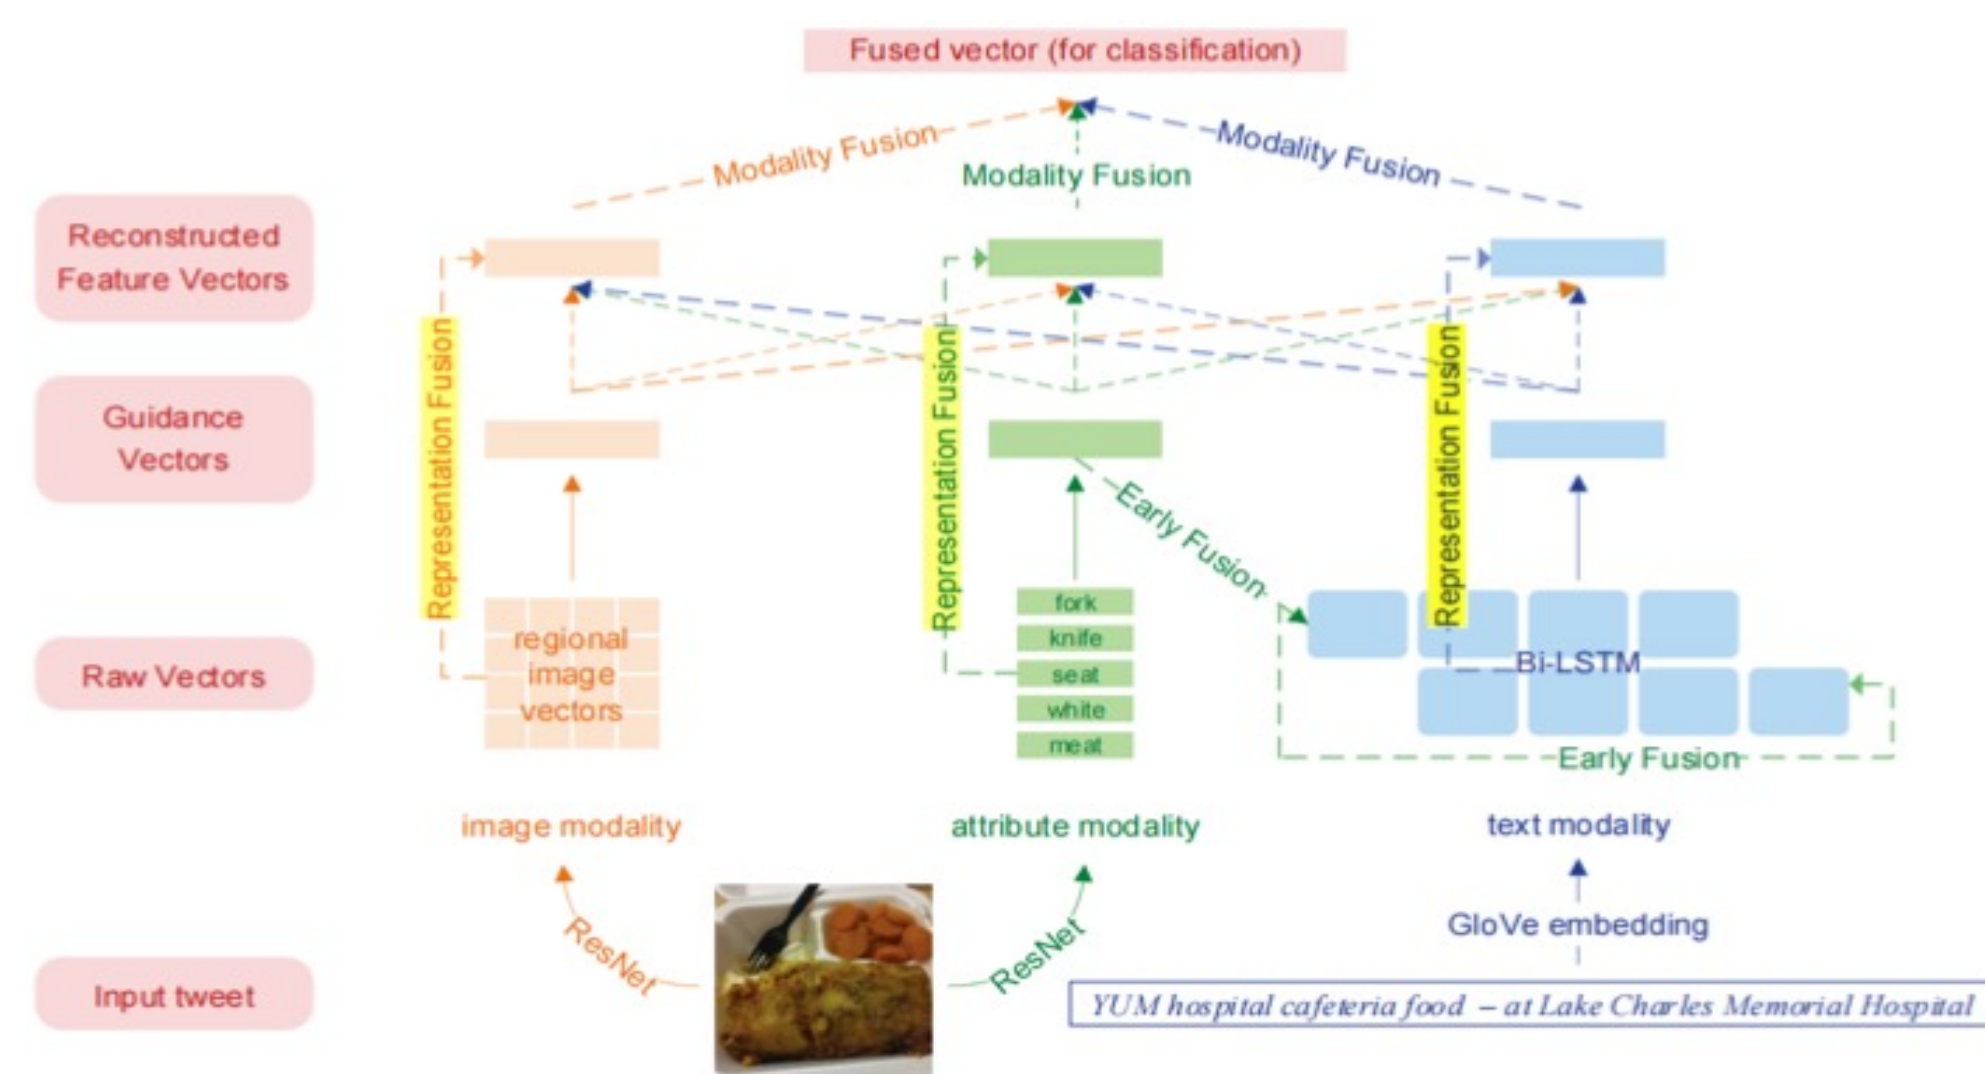 Fused vector (for classification)
Modality Fusion
Modality Fusion
Modality Fusion
Reconstructed
Feature Vectors
Representation Fusion
Representation Fusion
Representation Fusion
Guidance
Vectors
Early Fusion
Raw Vectors
regional
image
vectors
fork
knife
seat
white
meat
Bi-LSTM
Early Fusion
image modality
attribute modality
text modality
ResNet
ResNet
GloVe embedding
Input tweet
YUM hospital cafeteria food – at Lake Charles Memorial Hospital